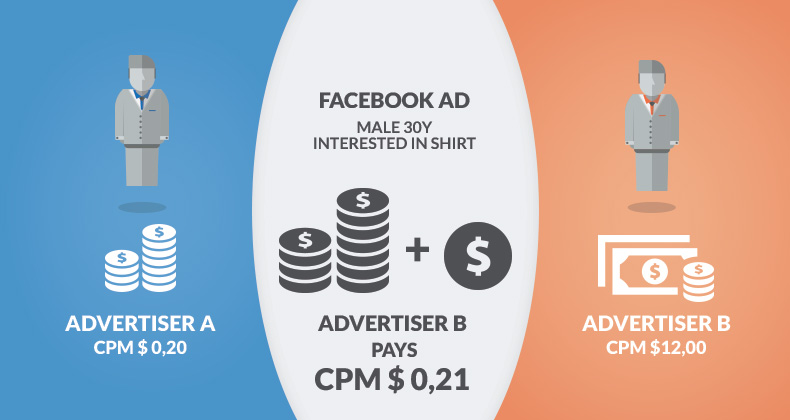 FACEBOOK AD
MALE 30Y
INTERESTED IN SHIRT
$
$
$
$
+
$
$
$
ADVERTISER A
CPM $ 0,20
ADVERTISER B
PAYS
CPM $ 0,21
ADVERTISER B
CPM $12,00